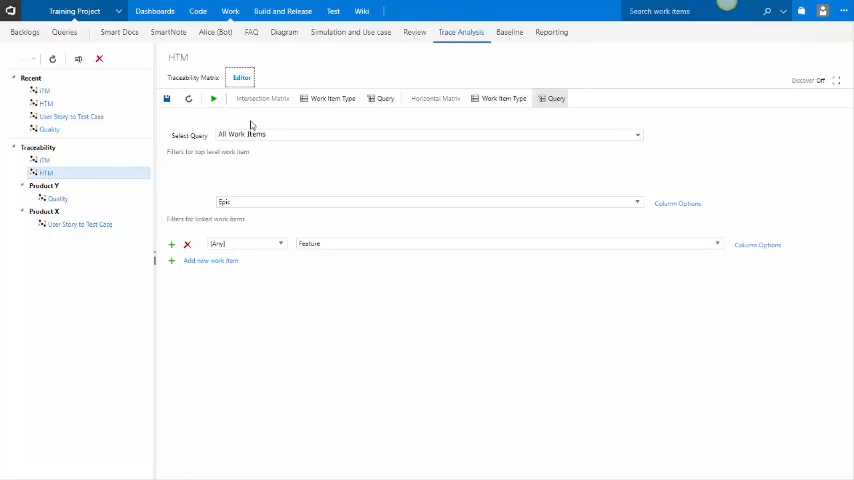 Training Project Dashboards Code Work Build and Release Test Wiki Search work items
Backlogs Queries Smart Docs SmartNote Alice (Bot) FAQ Diagram Simulation and Use case Review Trace Analysis Baseline Reporting
HTM
Traceability Matrix Editor
Discover Off
Intersection Matrix Work Item Type Query Horizontal Matrix Work Item Type Query
Recent
ITM
HTM
User Story to Test Case
Quality
Traceability
ITM
HTM
Product Y
Quality
Product X
User Story to Test Case
Select Query All Work Items
Filters for top level work item
Epic Column Options
Filters for linked work items
[Any] Feature Column Options
Add new work item